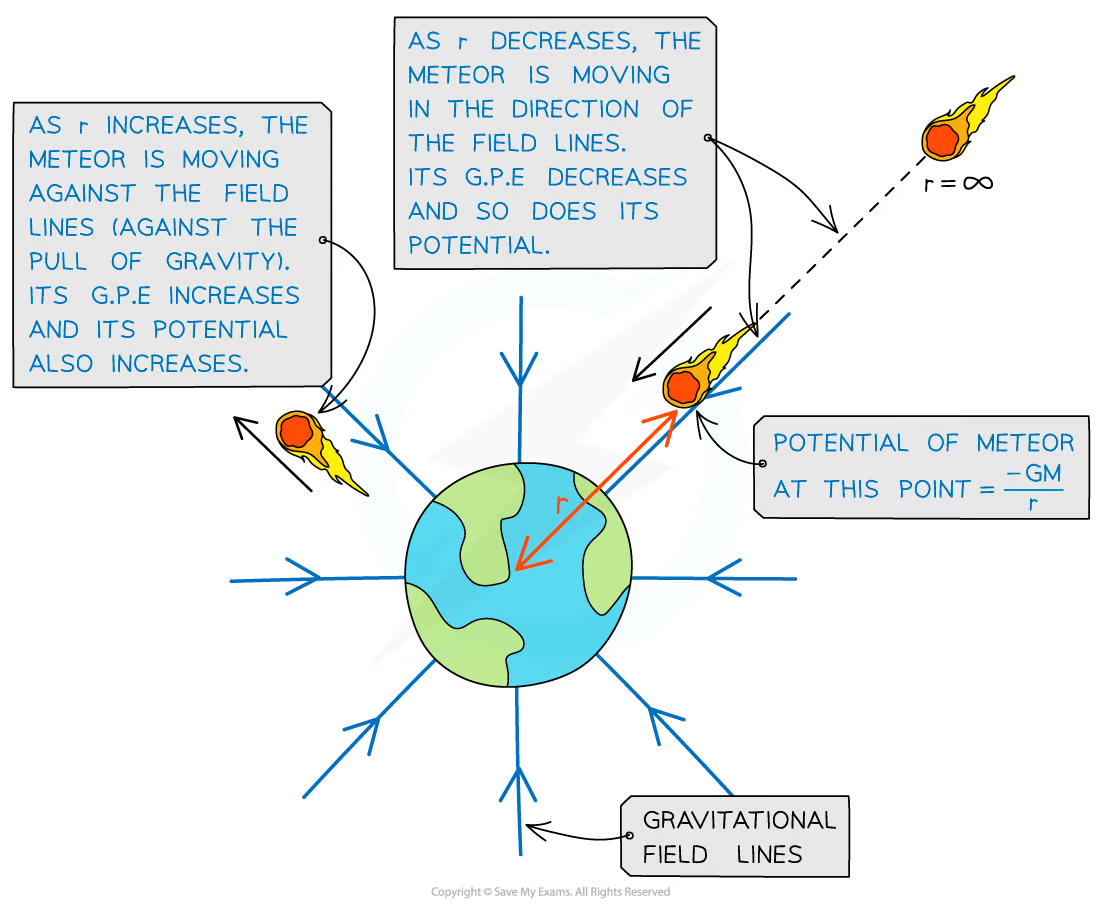 AS r INCREASES, THE
METEOR IS MOVING
AGAINST THE FIELD
LINES (AGAINST THE
PULL OF GRAVITY).
ITS G.P.E INCREASES
AND ITS POTENTIAL
ALSO INCREASES.
AS r DECREASES, THE
METEOR IS MOVING
IN THE DIRECTION OF
THE FIELD LINES.
ITS G.P.E DECREASES
AND SO DOES ITS
POTENTIAL.
r = ∞
POTENTIAL OF METEOR
AT THIS POINT = −GM/r
r
GRAVITATIONAL
FIELD LINES
Copyright © Save My Exams. All Rights Reserved